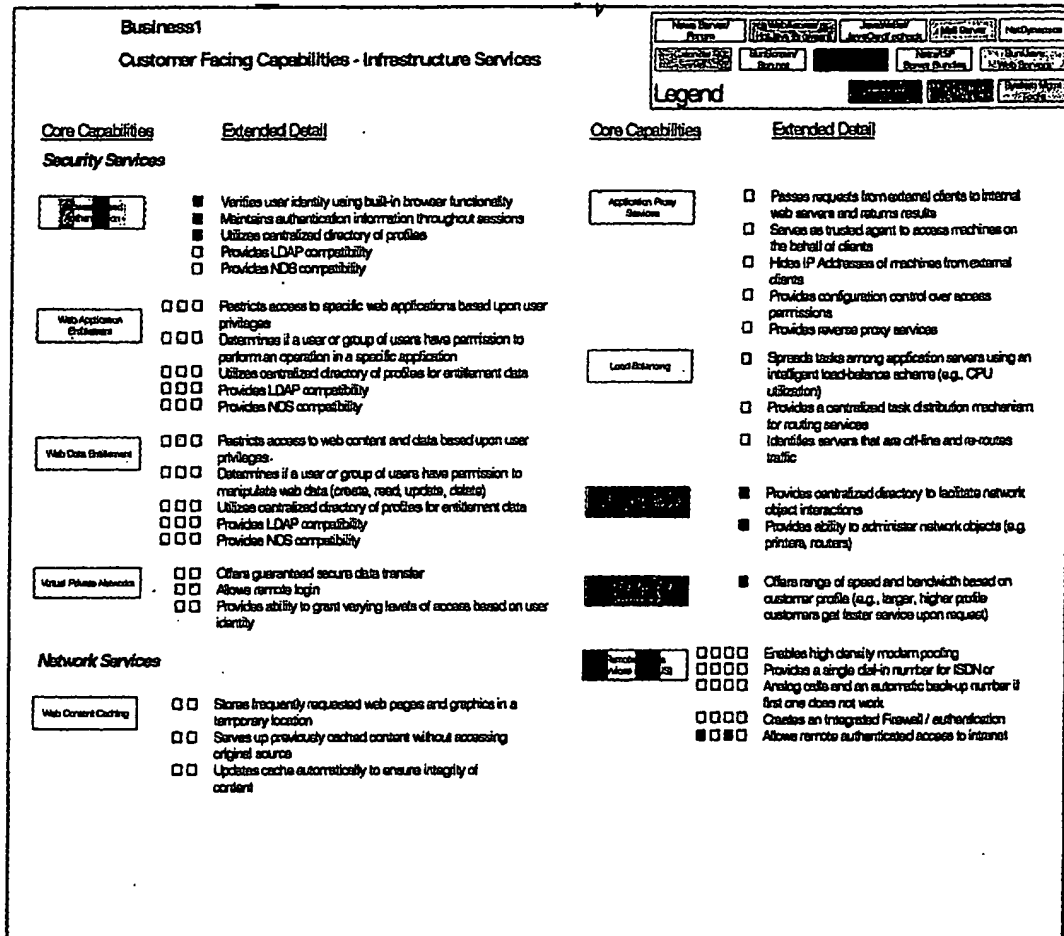 Business1
Customer Facing Capabilities - Infrastructure Services
News Server/
Forum
Mail Server
NetDynamics
Legend
Core Capabilities
Extended Detail
Security Services
Verifies user identity using built-in browser functionality
Maintains authentication information throughout sessions
Utilizes centralized directory of profiles
Provides LDAP compatibility
Provides NDS compatibility
Web Application
Entitlement
Restricts access to specific web applications based upon user
privileges
Determines if a user or group of users have permission to
perform an operation in a specific application
Utilizes centralized directory of profiles for entitlement data
Provides LDAP compatibility
Provides NDS compatibility
Web Data Entitlement
Restricts access to web content and data based upon user
privileges.
Determines if a user or group of users have permission to
manipulate web data (create, read, update, delete)
Utilizes centralized directory of profiles for entitlement data
Provides LDAP compatibility
Provides NDS compatibility
Virtual Private Networks
Offers guaranteed secure data transfer
Allows remote login
Provides ability to grant varying levels of access based on user
identity
Network Services
Web Content Caching
Stores frequently requested web pages and graphics in a
temporary location
Serves up previously cached content without accessing
original source
Updates cache automatically to ensure integrity of
content
Core Capabilities
Extended Detail
Application Proxy
Services
Passes requests from external clients to internal
web servers and returns results
Serves as trusted agent to access machines on
the behalf of clients
Hides IP Addresses of machines from external
clients
Provides configuration control over access
permissions
Provides reverse proxy services
Load Balancing
Spreads tasks among application servers using an
intelligent load-balance scheme (e.g., CPU
utilization)
Provides a centralized task distribution mechanism
for routing services
Identifies servers that are off-line and re-routes
traffic
Provides centralized directory to facilitate network
object interactions
Provides ability to administer network objects (e.g.
printers, routers)
Offers range of speed and bandwidth based on
customer profile (e.g., larger, higher profile
customers get faster service upon request)
Enables high density modem pooling
Provides a single dial-in number for ISDN or
Analog calls and an automatic back-up number if
first one does not work
Creates an Integrated Firewall / authentication
Allows remote authenticated access to intranet